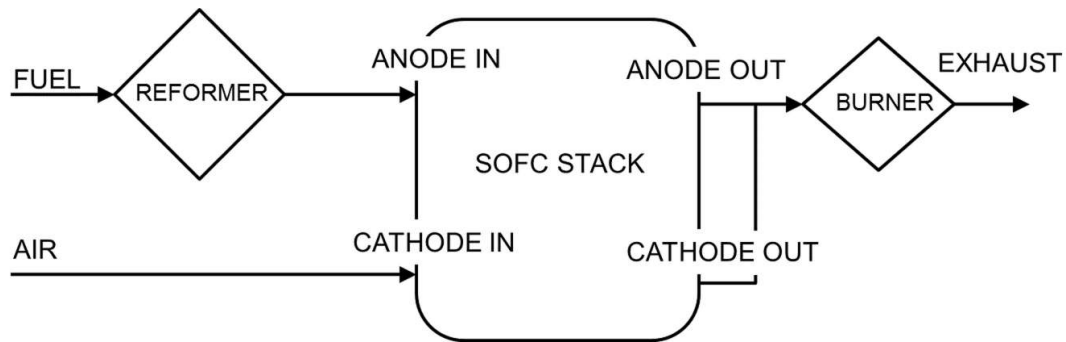 FUEL
REFORMER
ANODE IN
SOFC STACK
ANODE OUT
BURNER
EXHAUST
AIR
CATHODE IN
CATHODE OUT